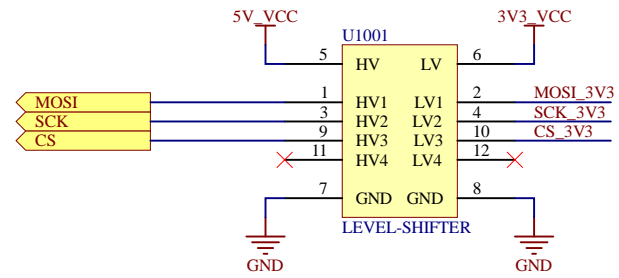 5V_VCC 3V3_VCC
U1001
5 HV LV 6
MOSI 1 HV1 LV1 2 MOSI_3V3
SCK 3 HV2 LV2 4 SCK_3V3
CS 9 HV3 LV3 10 CS_3V3
11 HV4 LV4 12
7 GND GND 8
LEVEL-SHIFTER
GND GND